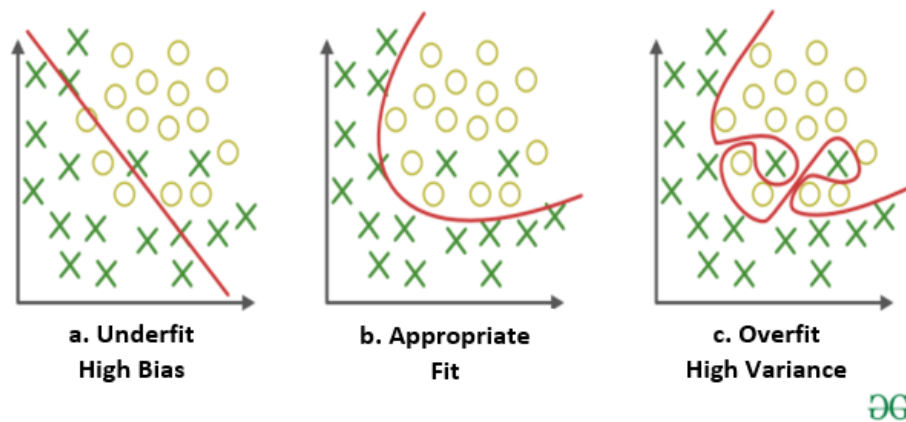 a. Underfit
High Bias
b. Appropriate
Fit
c. Overfit
High Variance